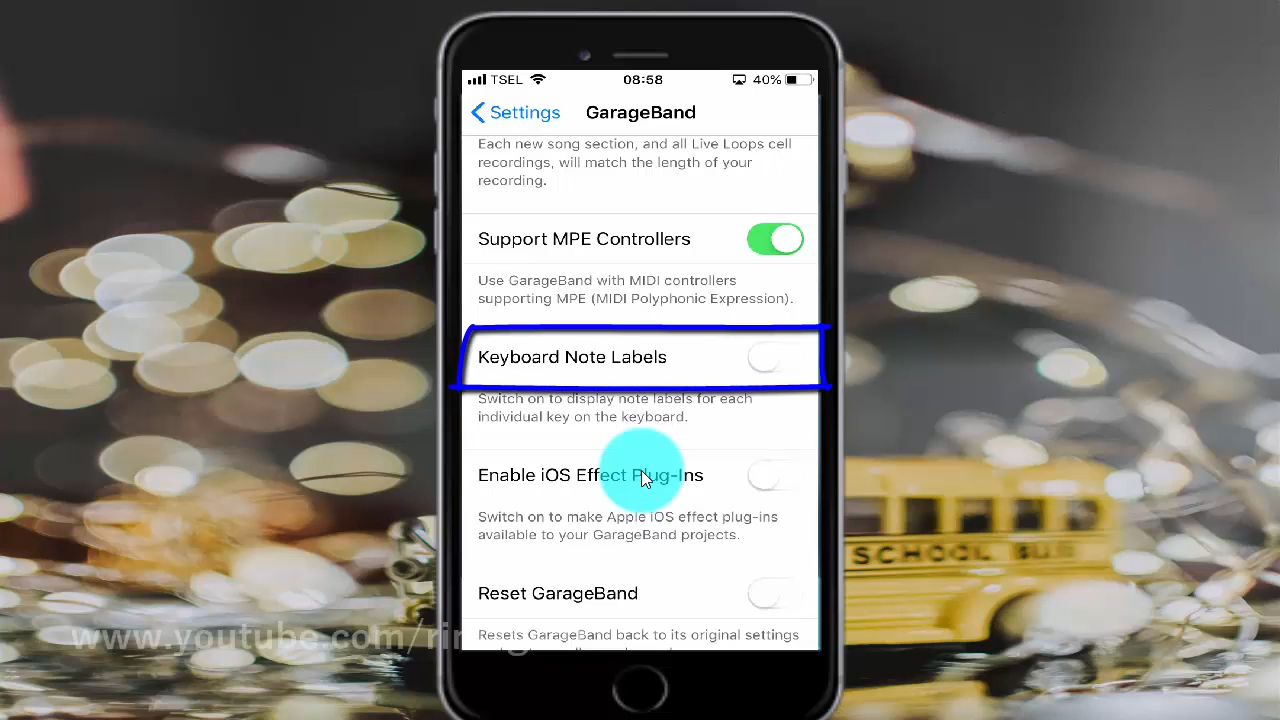 TSEL 08:58 40%
Settings GarageBand
Each new song section, and all Live Loops cell
recordings, will match the length of your
recording.
Support MPE Controllers
Use GarageBand with MIDI controllers
supporting MPE (MIDI Polyphonic Expression).
Keyboard Note Labels
Switch on to display note labels for each
individual key on the keyboard.
Enable iOS Effect Plug-Ins
Switch on to make Apple iOS effect plug-ins
available to your GarageBand projects.
SCHOOL BUS
Reset GarageBand
Resets GarageBand back to its original settings